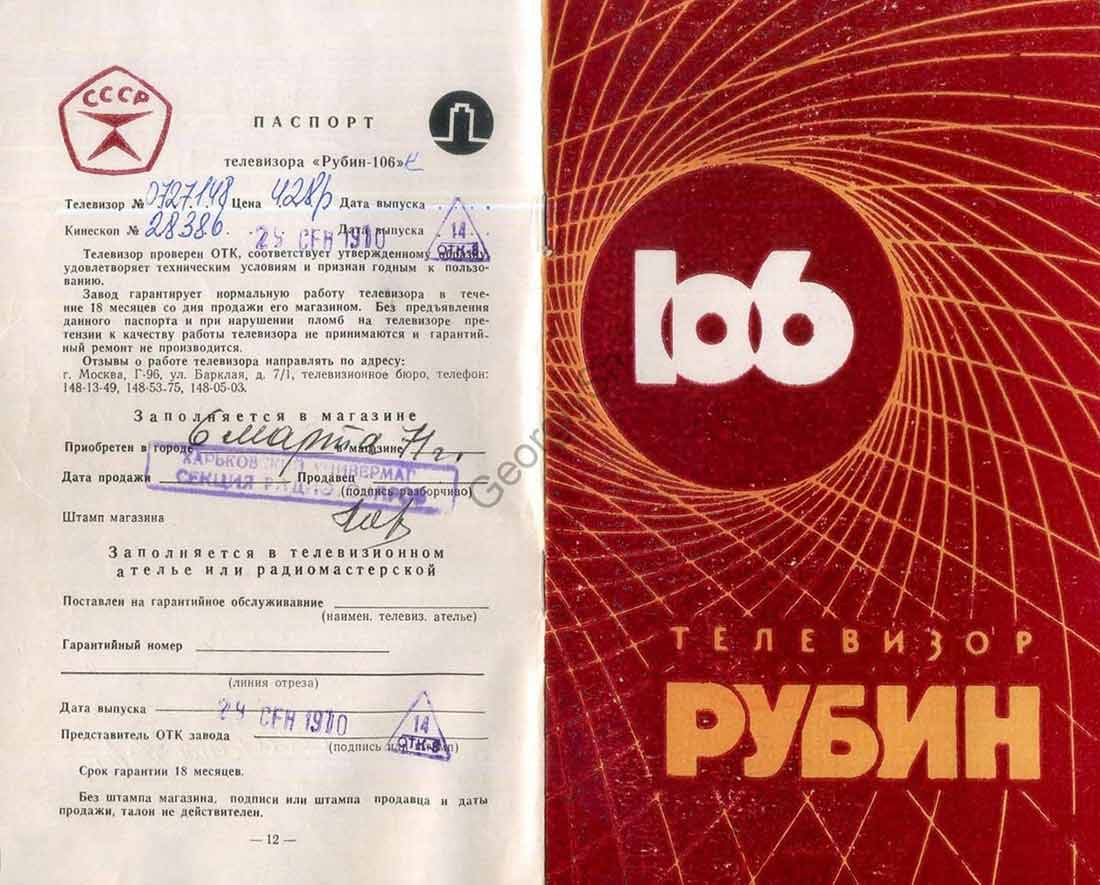 СССР
ПАСПОРТ
телевизора «Рубин-106»
Телевизор № 0727148 Цена 428р Дата выпуска . . . .
Кинескоп № 28386 . . Дата выпуска . . . .
СЕН 1970
14
ОТК-8
Телевизор проверен ОТК, соответствует утвержденному
удовлетворяет техническим условиям и признан годным к пользо-
ванию.
Завод гарантирует нормальную работу телевизора в тече-
ние 18 месяцев со дня продажи его магазином. Без предъявления
данного паспорта и при нарушении пломб на телевизоре пре-
тензии к качеству работы телевизора не принимаются и гарантий-
ный ремонт не производится.
Отзывы о работе телевизора направлять по адресу:
г. Москва, Г-96, ул. Барклая, д. 7/1, телевизионное бюро, телефон:
148-13-49, 148-53-75, 148-05-03.
Заполняется в магазине
6 марта 71 г.
Приобретен в городе в магазине
ХАРЬКОВСКИЙ УНИВЕРМАГ
СЕКЦИЯ
Дата продажи Продавец
(подпись разборчиво)
Штамп магазина
Заполняется в телевизионном
ателье или радиомастерской
Поставлен на гарантийное обслуживавние
(наимен. телевиз. ателье)
Гарантийный номер
(линия отреза)
Дата выпуска 24 СЕН 1970
14
ОТК-8
Представитель ОТК завода
(подпись
Срок гарантии 18 месяцев.
Без штампа магазина, подписи или штампа продавца и даты
продажи, талон не действителен.
— 12 —
106
ТЕЛЕВИЗОР
РУБИН